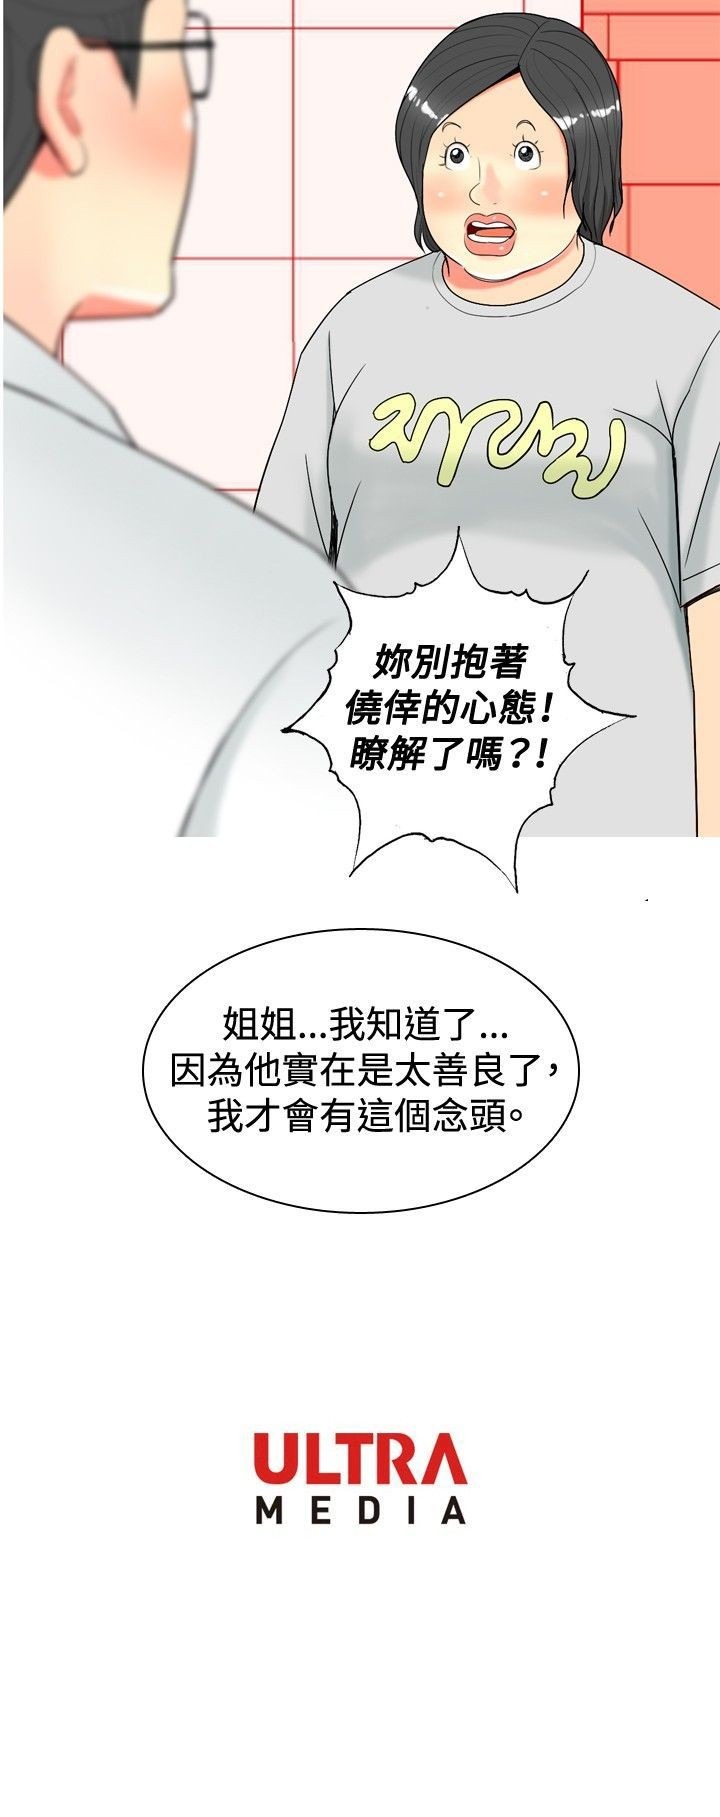 妳別抱著
僥倖的心態！
瞭解了嗎？！
姐姐...我知道了...
因為他實在是太善良了，
我才會有這個念頭。
ULTRA
MEDIA